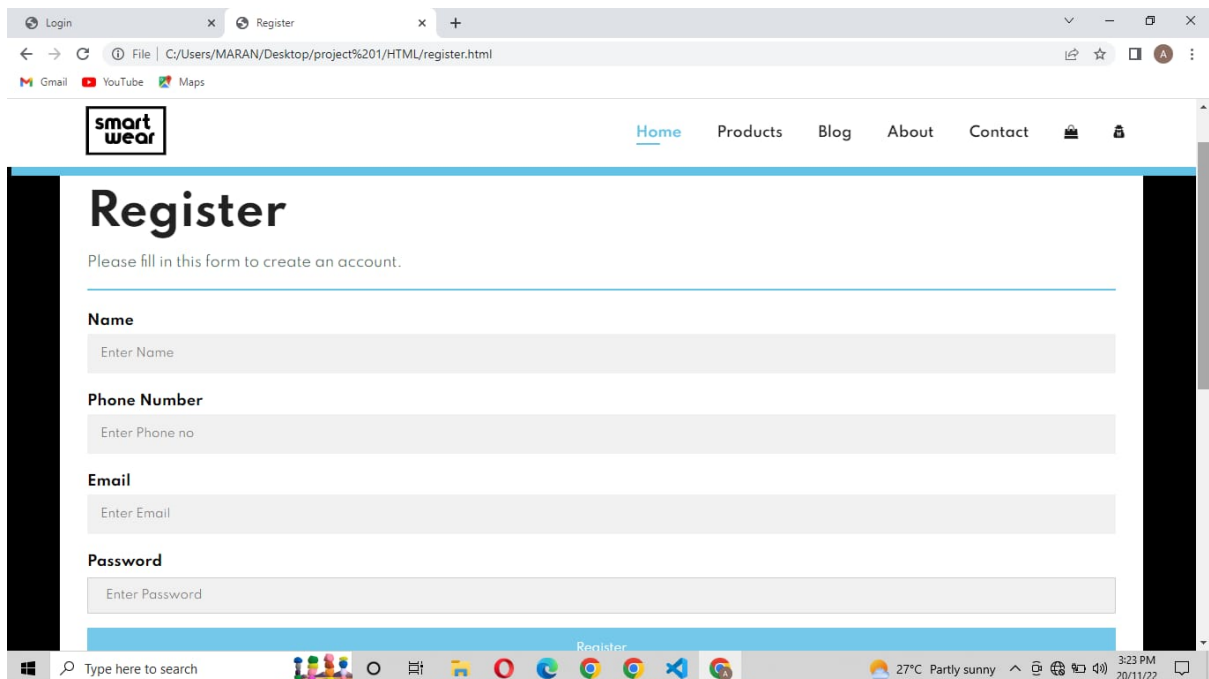 Login
Register
File | C:/Users/MARAN/Desktop/project%201/HTML/register.html
A
Gmail YouTube Maps
smart
wear
Home Products Blog About Contact
Register
Please fill in this form to create an account.
Name
Enter Name
Phone Number
Enter Phone no
Email
Enter Email
Password
Enter Password
Register
Type here to search
27°C Partly sunny
3:23 PM
20/11/22